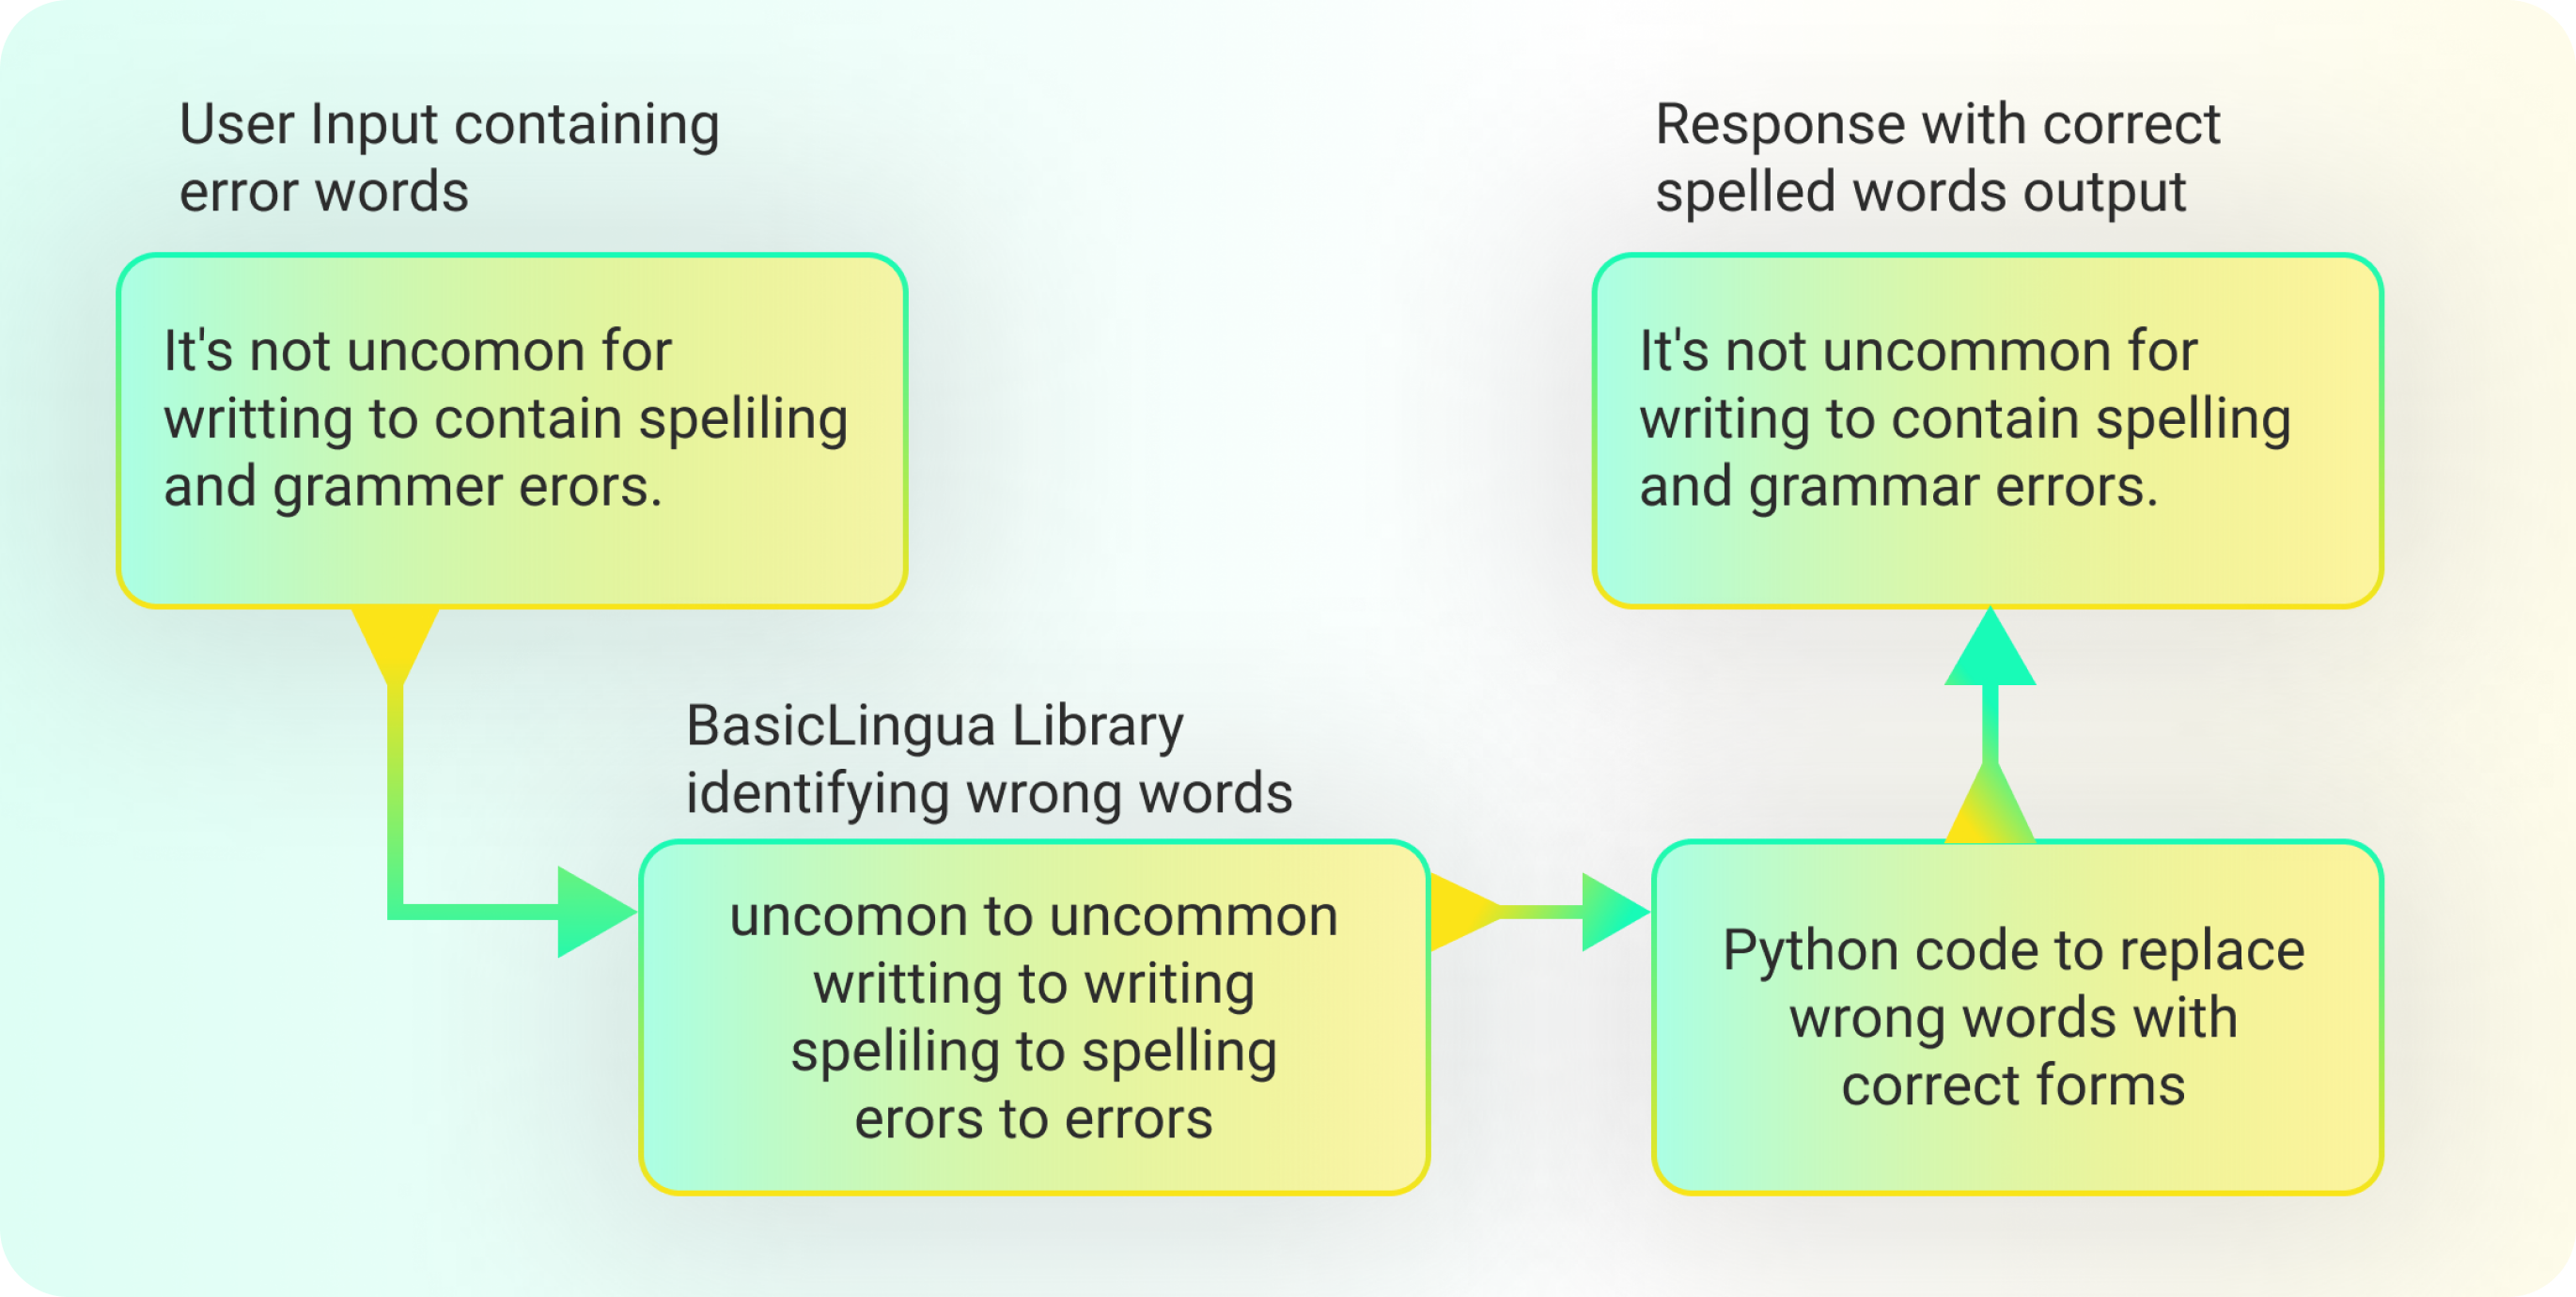 User Input containing
error words
It's not uncomon for
writting to contain speliling
and grammer erors.
BasicLingua Library
identifying wrong words
uncomon to uncommon
writting to writing
speliling to spelling
erors to errors
Python code to replace
wrong words with
correct forms
Response with correct
spelled words output
It's not uncommon for
writing to contain spelling
and grammar errors.